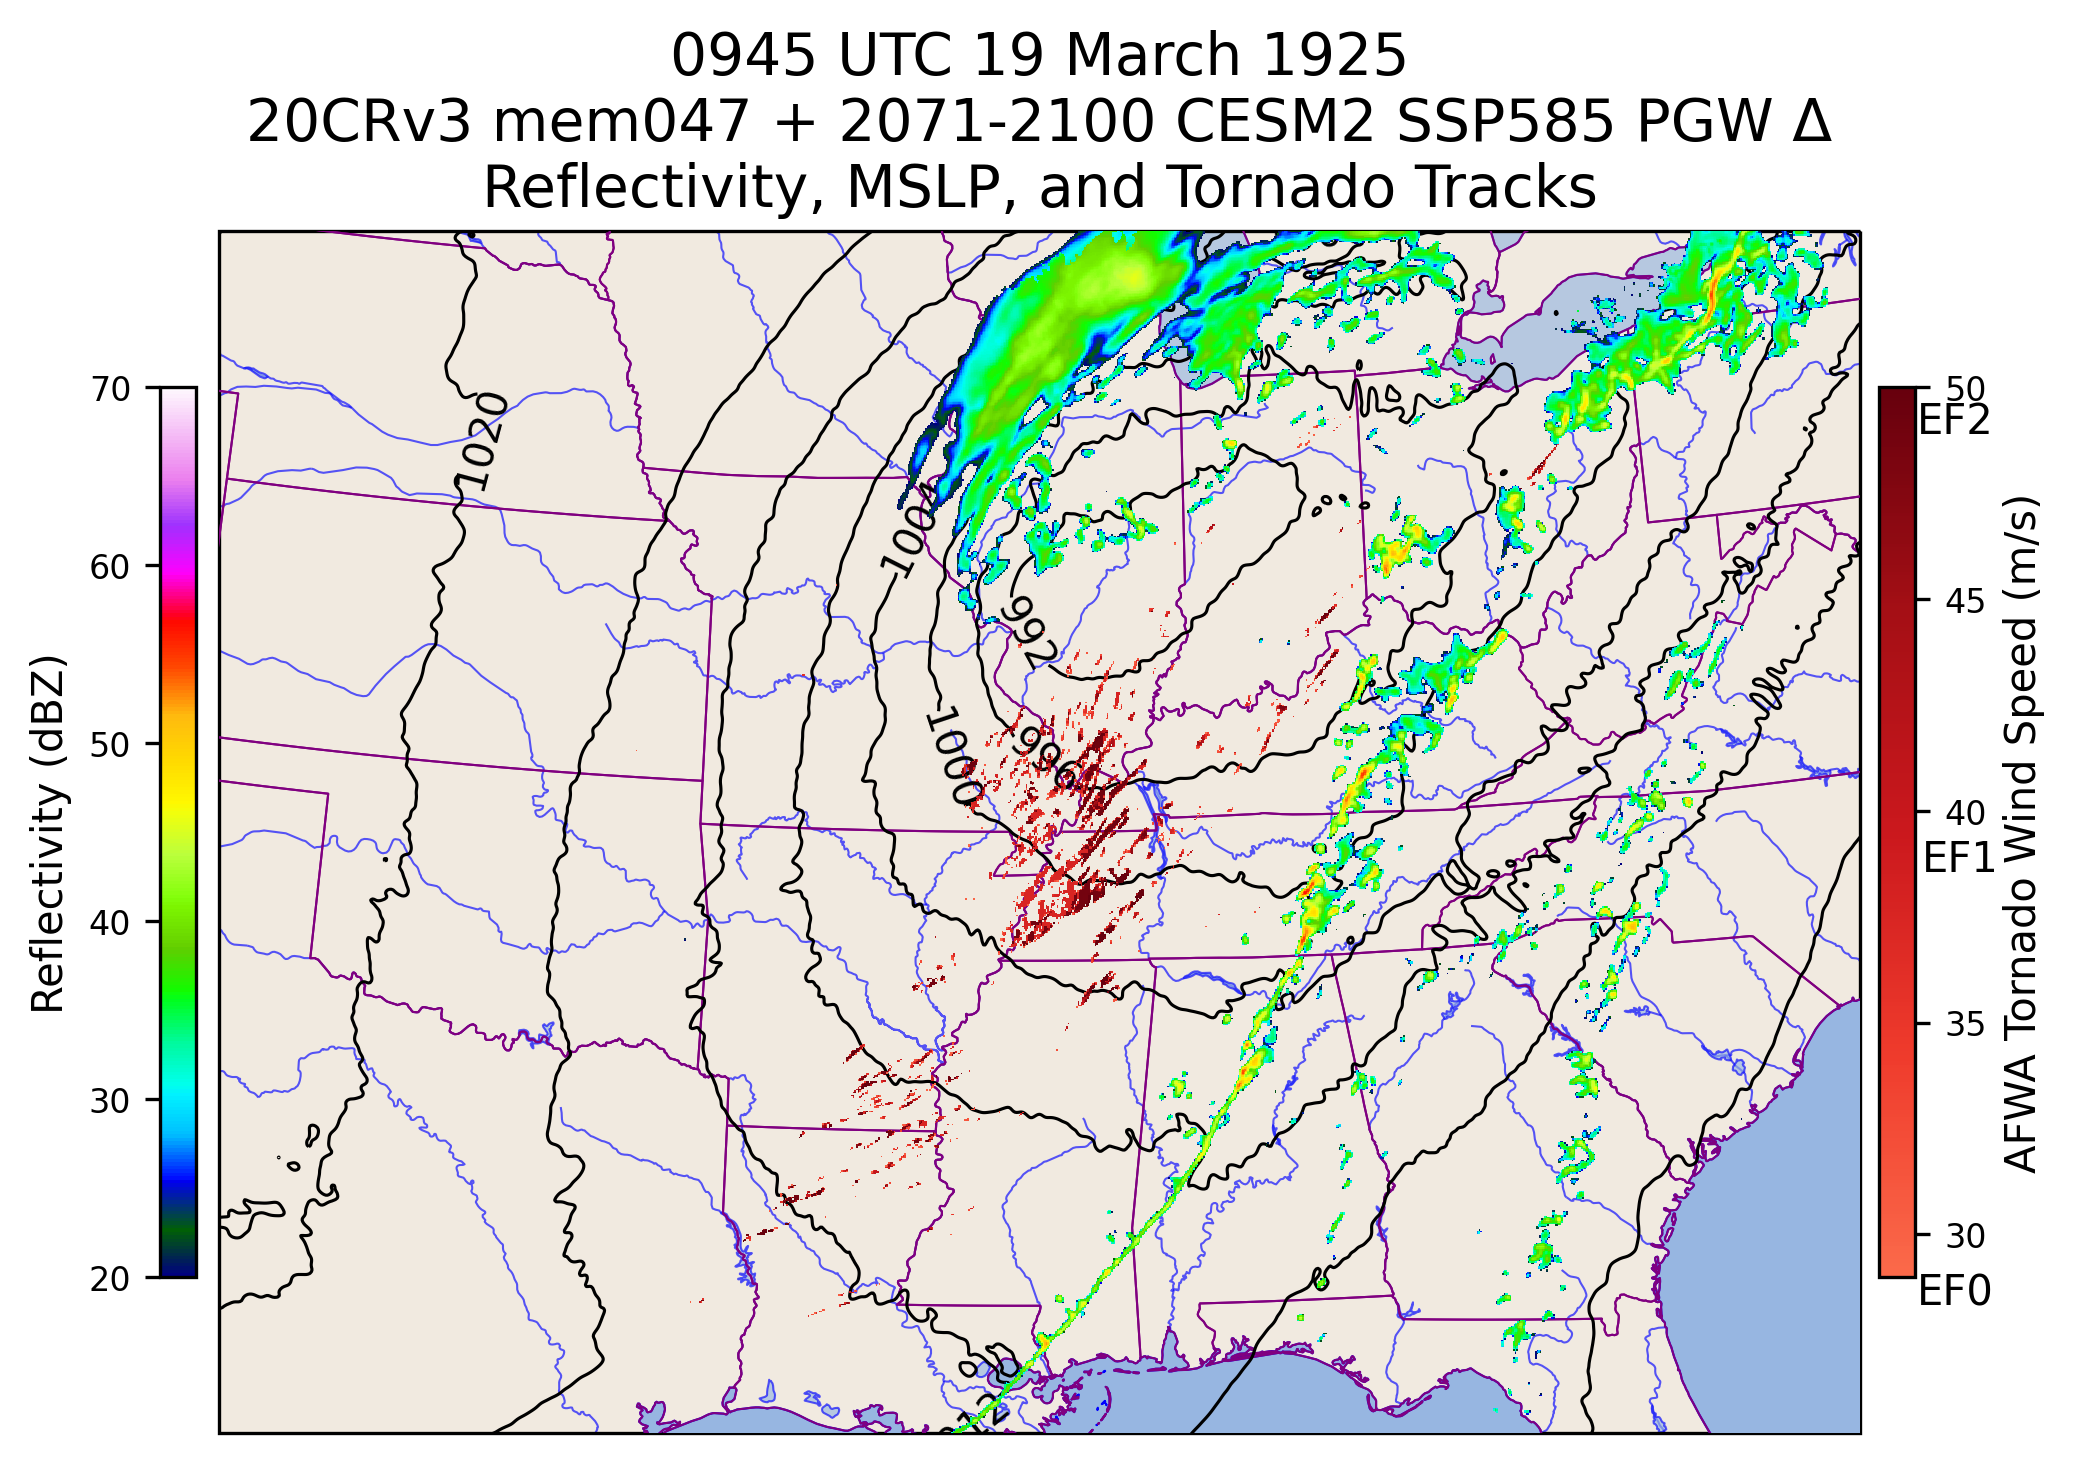 0945 UTC 19 March 1925
20CRv3 mem047 + 2071-2100 CESM2 SSP585 PGW Δ
Reflectivity, MSLP, and Tornado Tracks
70
60
50
40
30
20
Reflectivity (dBZ)
1020
1004
992
996
1000
50
EF2
45
40
EF1
35
30
EF0
AFWA Tornado Wind Speed (m/s)